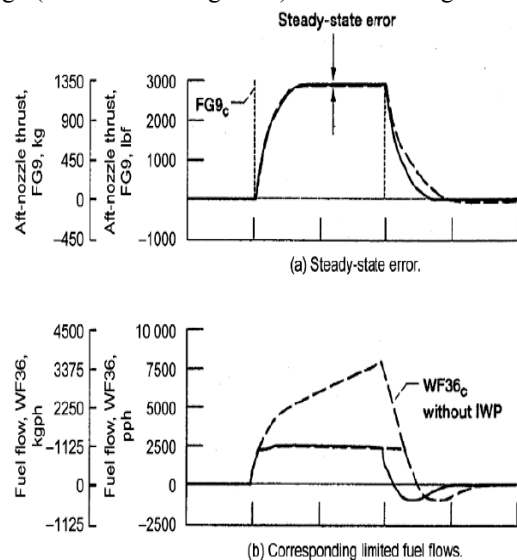 Steady-state error
FG9c
Aft-nozzle thrust,
FG9, kg
1350
900
450
0
–450
Aft-nozzle thrust,
FG9, lbf
3000
2000
1000
–1000
(a) Steady-state error.
Fuel flow, WF36,
kgph
4500
3375
2250
–1125
0
–1125
Fuel flow, WF36,
pph
10 000
7500
5000
2500
0
–2500
WF36c
without IWP
(b) Corresponding limited fuel flows.